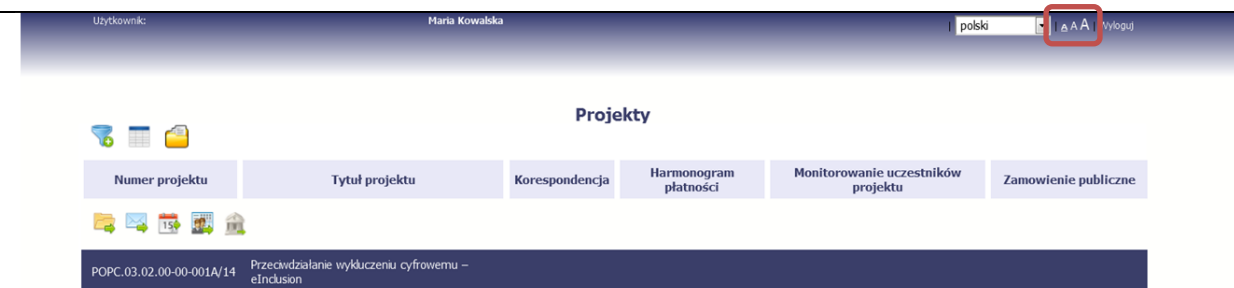 Użytkownik: Maria Kowalska | polski | A A A | Wyloguj
Projekty
Numer projektu Tytuł projektu Korespondencja Harmonogram płatności Monitorowanie uczestników projektu Zamowienie publiczne
15
POPC.03.02.00-00-001A/14 Przeciwdziałanie wykluczeniu cyfrowemu –
eInclusion